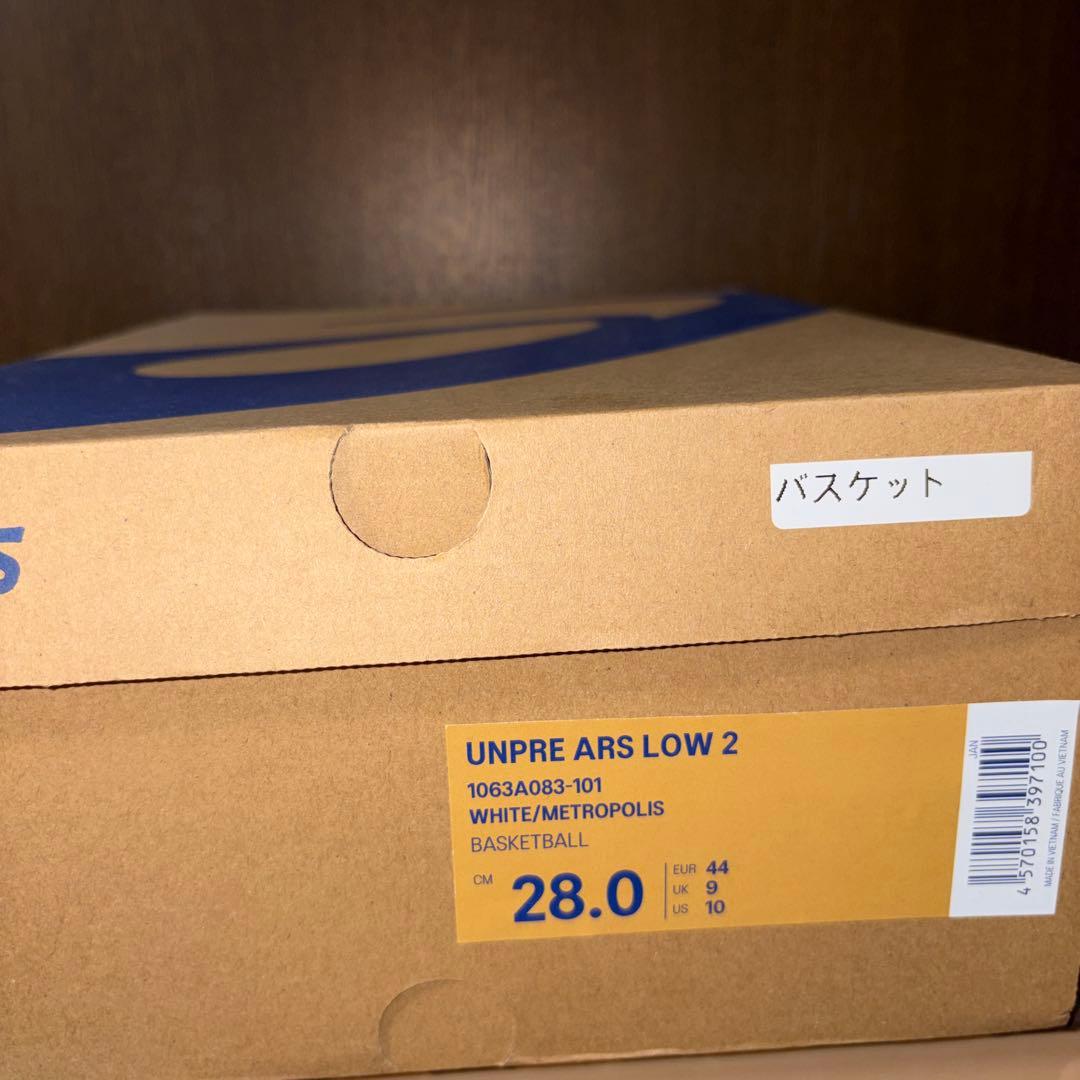 バスケット
s
UNPRE ARS LOW 2
1063A083-101
WHITE/METROPOLIS
BASKETBALL
CM 28.0
EUR 44
UK 9
US 10
JAN
4570158397100
MADE IN VIETNAM / FABRIQUE AU VIETNAM